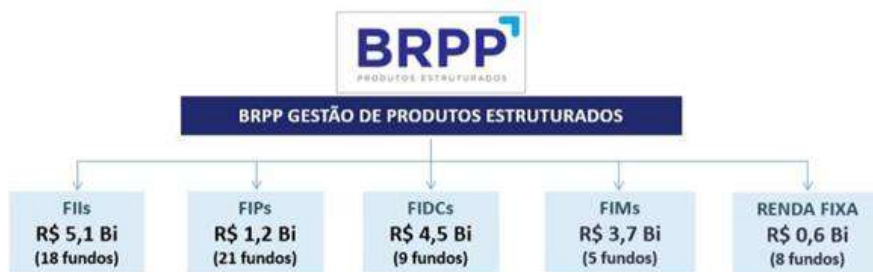 BRPP
PRODUTOS ESTRUTURADOS
BRPP GESTÃO DE PRODUTOS ESTRUTURADOS
FIIs
R$ 5,1 Bi
(18 fundos)
FIPs
R$ 1,2 Bi
(21 fundos)
FIDCs
R$ 4,5 Bi
(9 fundos)
FIMs
R$ 3,7 Bi
(5 fundos)
RENDA FIXA
R$ 0,6 Bi
(8 fundos)